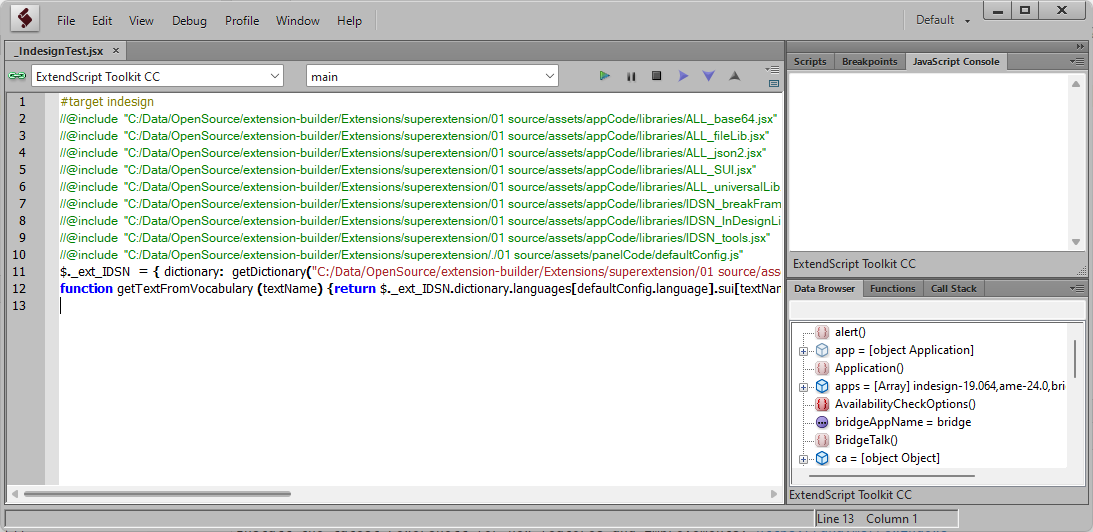 File Edit View Debug Profile Window Help Default
_IndesignTest.jsx
ExtendScript Toolkit CC main
1 #target indesign
2 //@include "C:/Data/OpenSource/extension-builder/Extensions/superextension/01 source/assets/appCode/libraries/ALL_base64.jsx"
3 //@include "C:/Data/OpenSource/extension-builder/Extensions/superextension/01 source/assets/appCode/libraries/ALL_fileLib.jsx"
4 //@include "C:/Data/OpenSource/extension-builder/Extensions/superextension/01 source/assets/appCode/libraries/ALL_json2.jsx"
5 //@include "C:/Data/OpenSource/extension-builder/Extensions/superextension/01 source/assets/appCode/libraries/ALL_SUI.jsx"
6 //@include "C:/Data/OpenSource/extension-builder/Extensions/superextension/01 source/assets/appCode/libraries/ALL_universalLib
7 //@include "C:/Data/OpenSource/extension-builder/Extensions/superextension/01 source/assets/appCode/libraries/IDSN_breakFram
8 //@include "C:/Data/OpenSource/extension-builder/Extensions/superextension/01 source/assets/appCode/libraries/IDSN_InDesignLi
9 //@include "C:/Data/OpenSource/extension-builder/Extensions/superextension/01 source/assets/appCode/libraries/IDSN_tools.jsx"
10 //@include "C:/Data/OpenSource/extension-builder/Extensions/superextension/./01 source/assets/panelCode/defaultConfig.js"
11 $._ext_IDSN = { dictionary: getDictionary("C:/Data/OpenSource/extension-builder/Extensions/superextension/01 source/ass
12 function getTextFromVocabulary (textName) {return $._ext_IDSN.dictionary.languages[defaultConfig.language].sui[textNam
13
Scripts Breakpoints JavaScript Console
ExtendScript Toolkit CC
Data Browser Functions Call Stack
alert()
app = [object Application]
Application()
apps = [Array] indesign-19.064,ame-24.0,bri
AvailabilityCheckOptions()
bridgeAppName = bridge
BridgeTalk()
ca = [object Object]
ExtendScript Toolkit CC
Line 13 Column 1